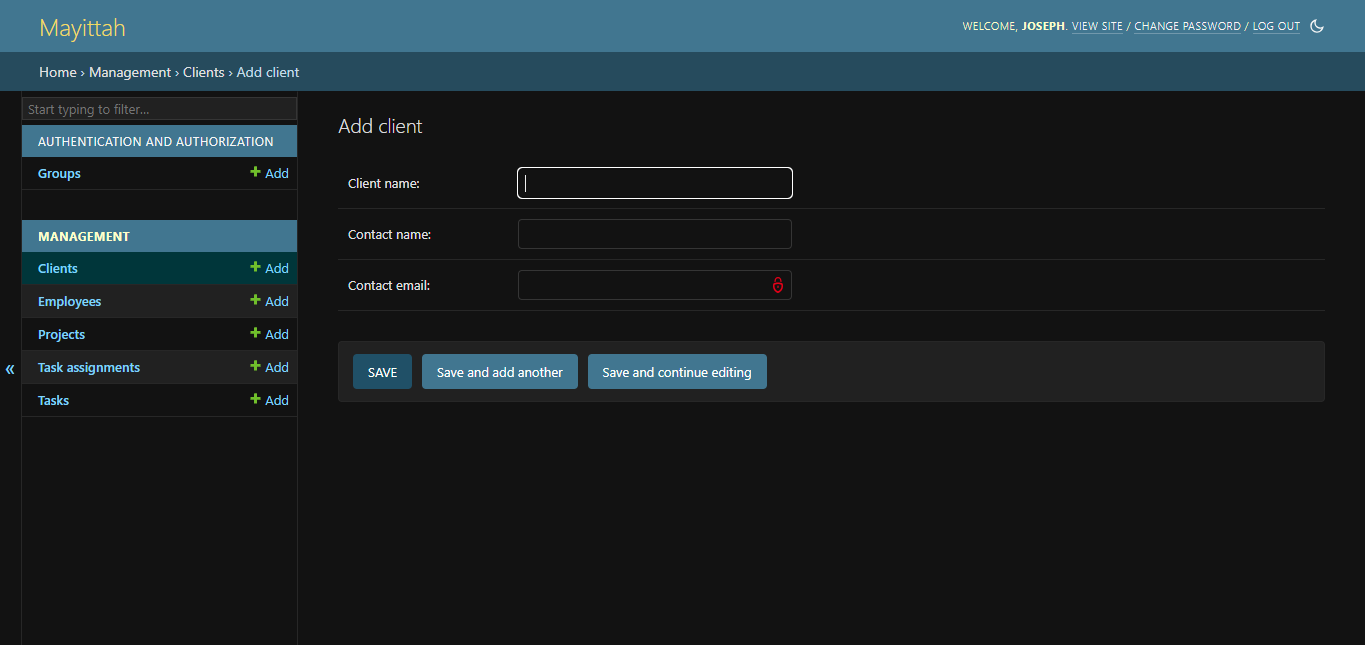 Mayittah
WELCOME, JOSEPH. VIEW SITE / CHANGE PASSWORD / LOG OUT
Home › Management › Clients › Add client
Start typing to filter...
AUTHENTICATION AND AUTHORIZATION
Groups + Add
MANAGEMENT
Clients + Add
Employees + Add
Projects + Add
Task assignments + Add
Tasks + Add
«
Add client
Client name:
Contact name:
Contact email:
SAVE Save and add another Save and continue editing